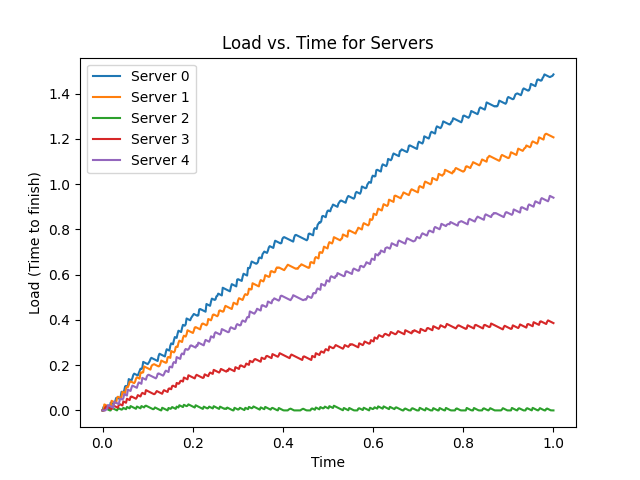 Load vs. Time for Servers
Server 0
Server 1
Server 2
Server 3
Server 4
Load (Time to finish)
1.4
1.2
1.0
0.8
0.6
0.4
0.2
0.0
0.0 0.2 0.4 0.6 0.8 1.0
Time